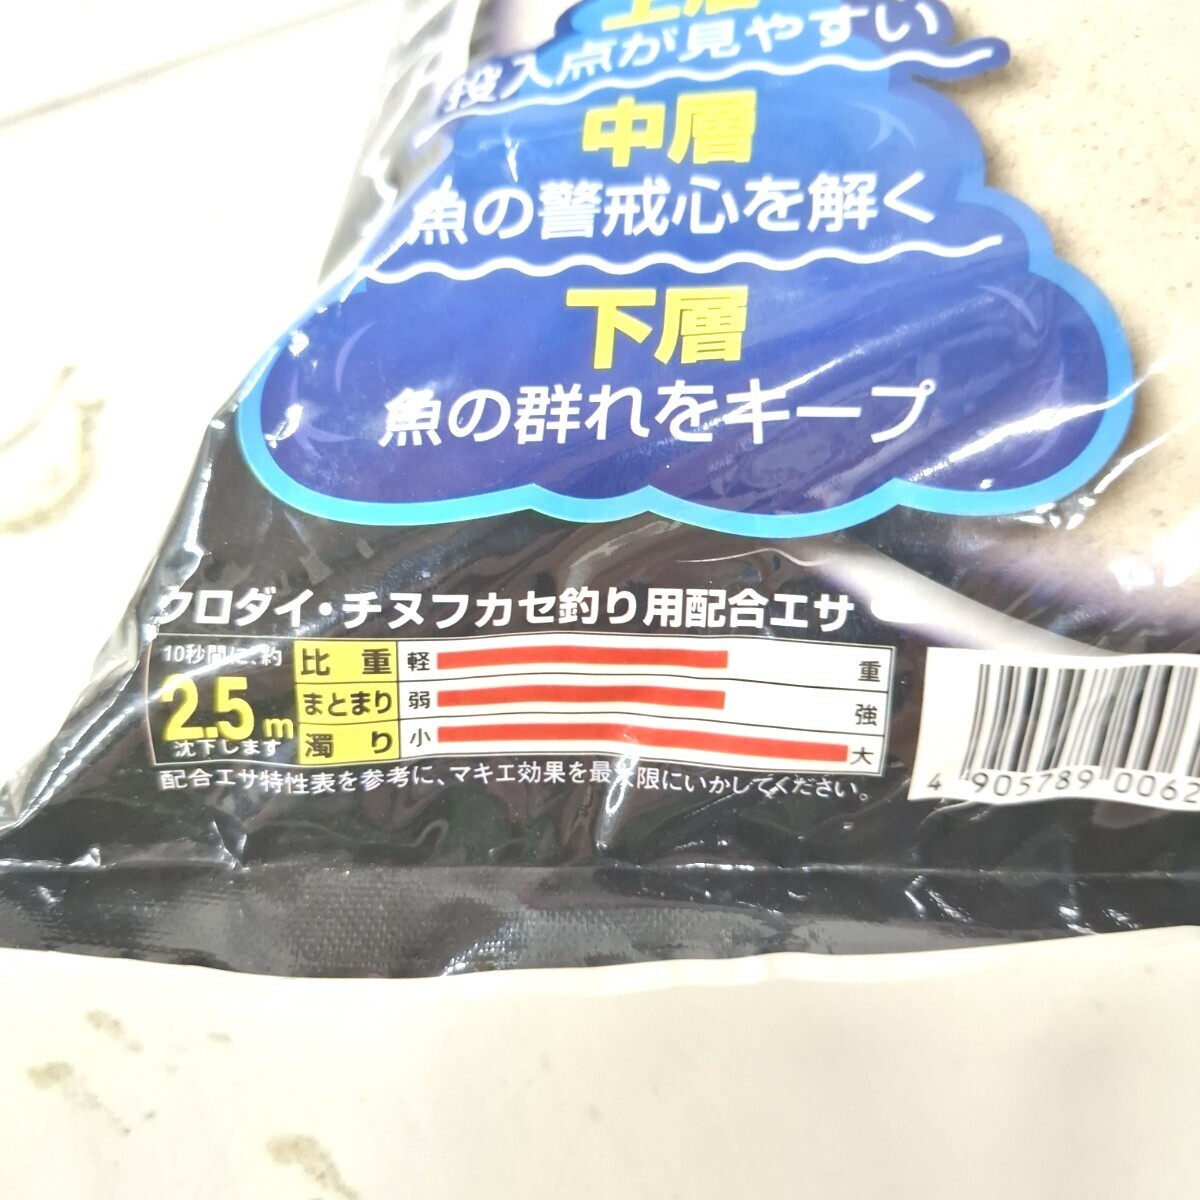 上層
投入点が見やすい
中層
魚の警戒心を解く
下層
魚の群れをキープ
クロダイ・チヌフカセ釣り用配合エサ
10秒間に、約
2.5m
沈下します
比重 軽 重
まとまり 弱 強
濁り 小 大
配合エサ特性表を参考に、マキエ効果を最大限にいかしてください。
4 905789 0062